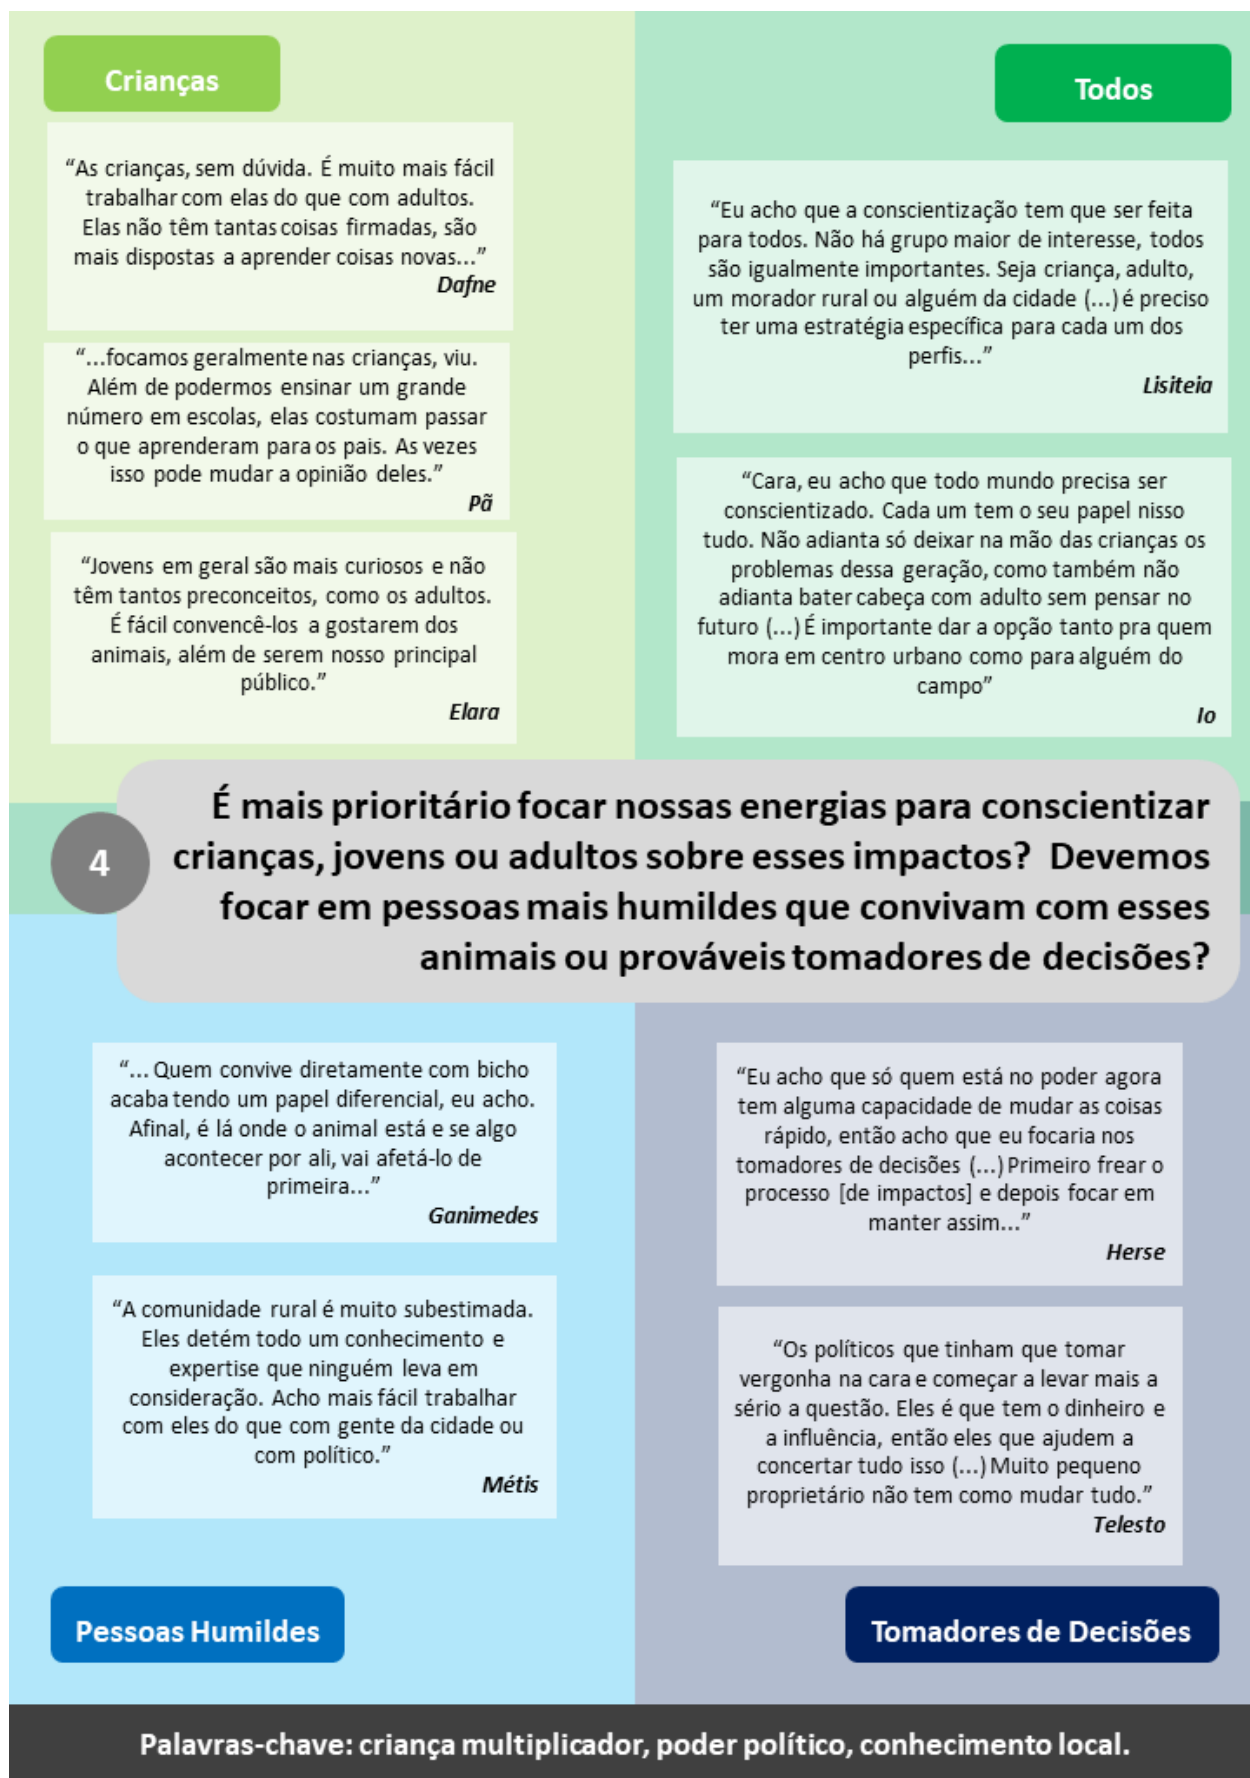 Crianças
“As crianças, sem dúvida. É muito mais fácil
trabalhar com elas do que com adultos.
Elas não têm tantas coisas firmadas, são
mais dispostas a aprender coisas novas...”
Dafne
“...focamos geralmente nas crianças, viu.
Além de podermos ensinar um grande
número em escolas, elas costumam passar
o que aprenderam para os pais. As vezes
isso pode mudar a opinião deles.”
Pã
“Jovens em geral são mais curiosos e não
têm tantos preconceitos, como os adultos.
É fácil convencê-los a gostarem dos
animais, além de serem nosso principal
público.”
Elara
Todos
“Eu acho que a conscientização tem que ser feita
para todos. Não há grupo maior de interesse, todos
são igualmente importantes. Seja criança, adulto,
um morador rural ou alguém da cidade (...) é preciso
ter uma estratégia específica para cada um dos
perfis...”
Lisiteia
“Cara, eu acho que todo mundo precisa ser
conscientizado. Cada um tem o seu papel nisso
tudo. Não adianta só deixar na mão das crianças os
problemas dessa geração, como também não
adianta bater cabeça com adulto sem pensar no
futuro (...) É importante dar a opção tanto pra quem
mora em centro urbano como para alguém do
campo”
Io
4
É mais prioritário focar nossas energias para conscientizar
crianças, jovens ou adultos sobre esses impactos? Devemos
focar em pessoas mais humildes que convivam com esses
animais ou prováveis tomadores de decisões?
“... Quem convive diretamente com bicho
acaba tendo um papel diferencial, eu acho.
Afinal, é lá onde o animal está e se algo
acontecer por ali, vai afetá-lo de
primeira...”
Ganimedes
“A comunidade rural é muito subestimada.
Eles detém todo um conhecimento e
expertise que ninguém leva em
consideração. Acho mais fácil trabalhar
com eles do que com gente da cidade ou
com político.”
Métis
Pessoas Humildes
“Eu acho que só quem está no poder agora
tem alguma capacidade de mudar as coisas
rápido, então acho que eu focaria nos
tomadores de decisões (...) Primeiro frear o
processo [de impactos] e depois focar em
manter assim...”
Herse
“Os políticos que tinham que tomar
vergonha na cara e começar a levar mais a
sério a questão. Eles é que tem o dinheiro e
a influência, então eles que ajudem a
concertar tudo isso (...) Muito pequeno
proprietário não tem como mudar tudo.”
Telesto
Tomadores de Decisões
Palavras-chave: criança multiplicador, poder político, conhecimento local.